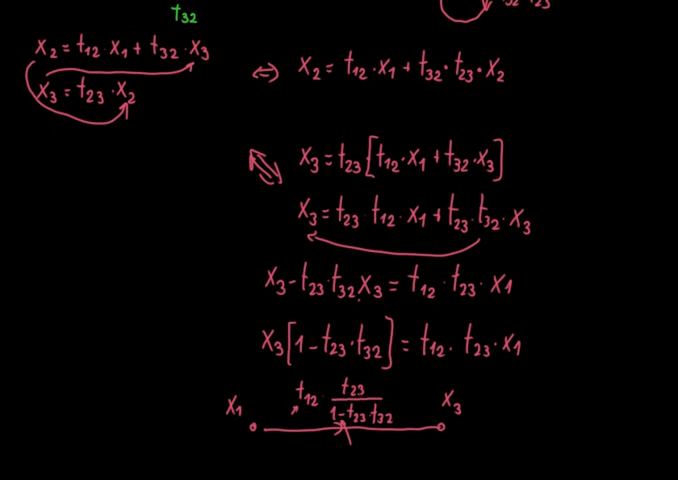 t₃₂
x₂ = t₁₂ · x₁ + t₃₂ · x₃
x₃ = t₂₃ · x₂
⇔ x₂ = t₁₂ · x₁ + t₃₂ · t₂₃ · x₂
x₃ = t₂₃ [t₁₂ · x₁ + t₃₂ · x₃]
x₃ = t₂₃ t₁₂ · x₁ + t₂₃ · t₃₂ · x₃
x₃ - t₂₃ · t₃₂ x₃ = t₁₂ · t₂₃ · x₁
x₃ [1 - t₂₃ · t₃₂] = t₁₂ · t₂₃ · x₁
x₁ t₁₂ · t₂₃ / (1 - t₂₃ · t₃₂) x₃